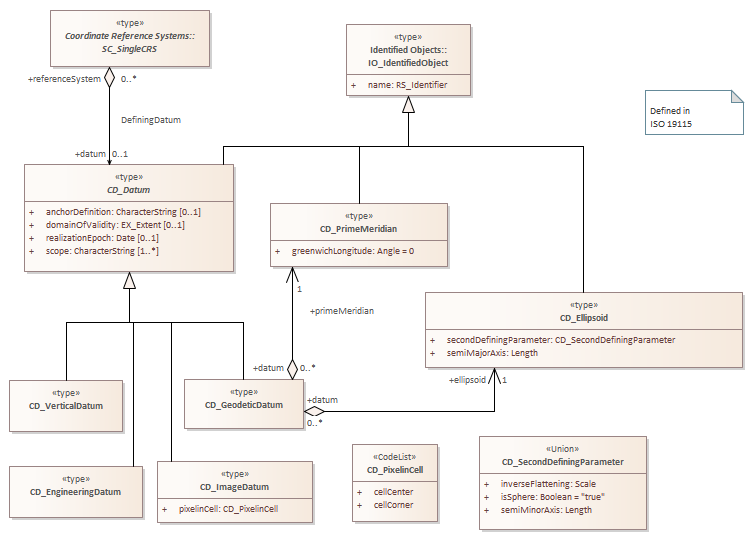 «type»
Coordinate Reference Systems::
SC_SingleCRS
«type»
Identified Objects::
IO_IdentifiedObject
+ name: RS_Identifier
Defined in
ISO 19115
+referenceSystem 0..*
DefiningDatum
+datum 0..1
«type»
CD_Datum
+ anchorDefinition: CharacterString [0..1]
+ domainOfValidity: EX_Extent [0..1]
+ realizationEpoch: Date [0..1]
+ scope: CharacterString [1..*]
«type»
CD_PrimeMeridian
+ greenwichLongitude: Angle = 0
1
+primeMeridian
«type»
CD_Ellipsoid
+ secondDefiningParameter: CD_SecondDefiningParameter
+ semiMajorAxis: Length
+datum 0..*
+ellipsoid 1
«type»
CD_VerticalDatum
«type»
CD_GeodeticDatum
+datum
0..*
«type»
CD_EngineeringDatum
«type»
CD_ImageDatum
+ pixelinCell: CD_PixelinCell
«CodeList»
CD_PixelinCell
+ cellCenter
+ cellCorner
«Union»
CD_SecondDefiningParameter
+ inverseFlattening: Scale
+ isSphere: Boolean = "true"
+ semiMinorAxis: Length